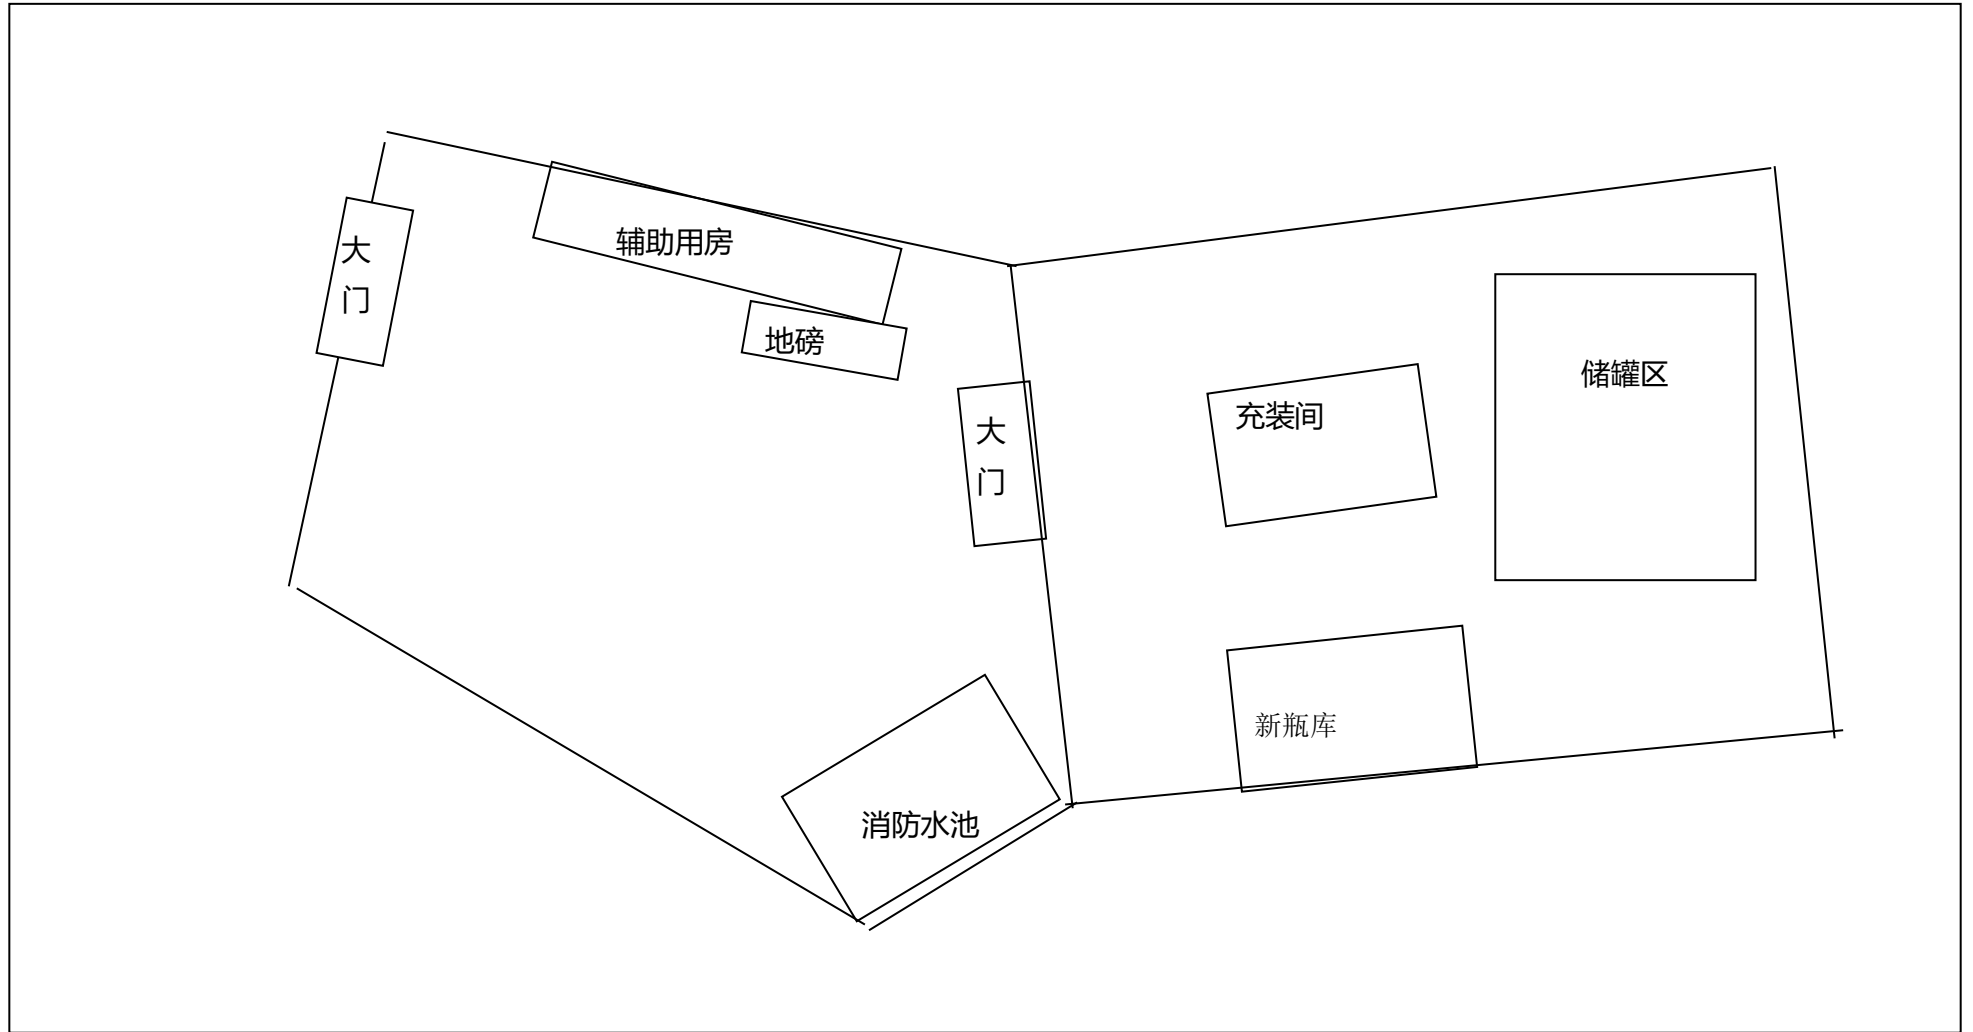 辅助用房
大
门
地磅
储罐区
充装间
大
门
新瓶库
消防水池